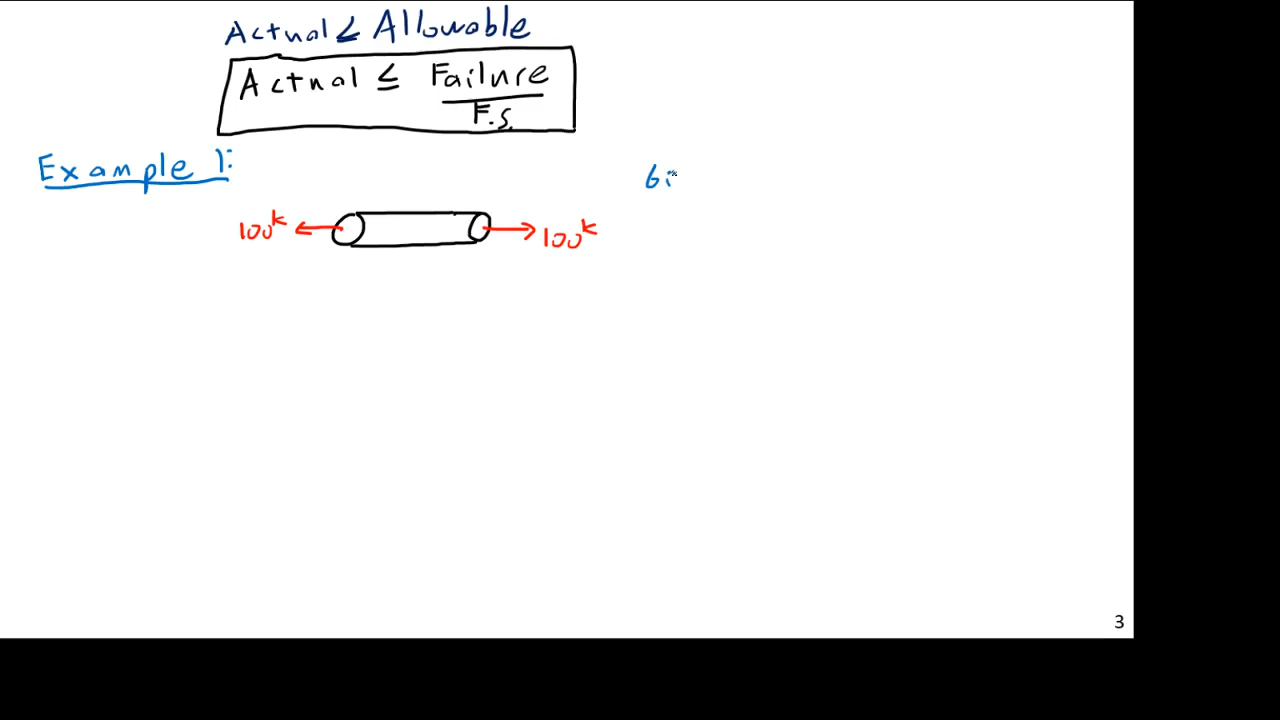 Actual ≤ Allowable
Actual ≤ Failure
F.S.
Example 1:
100k
100k
3